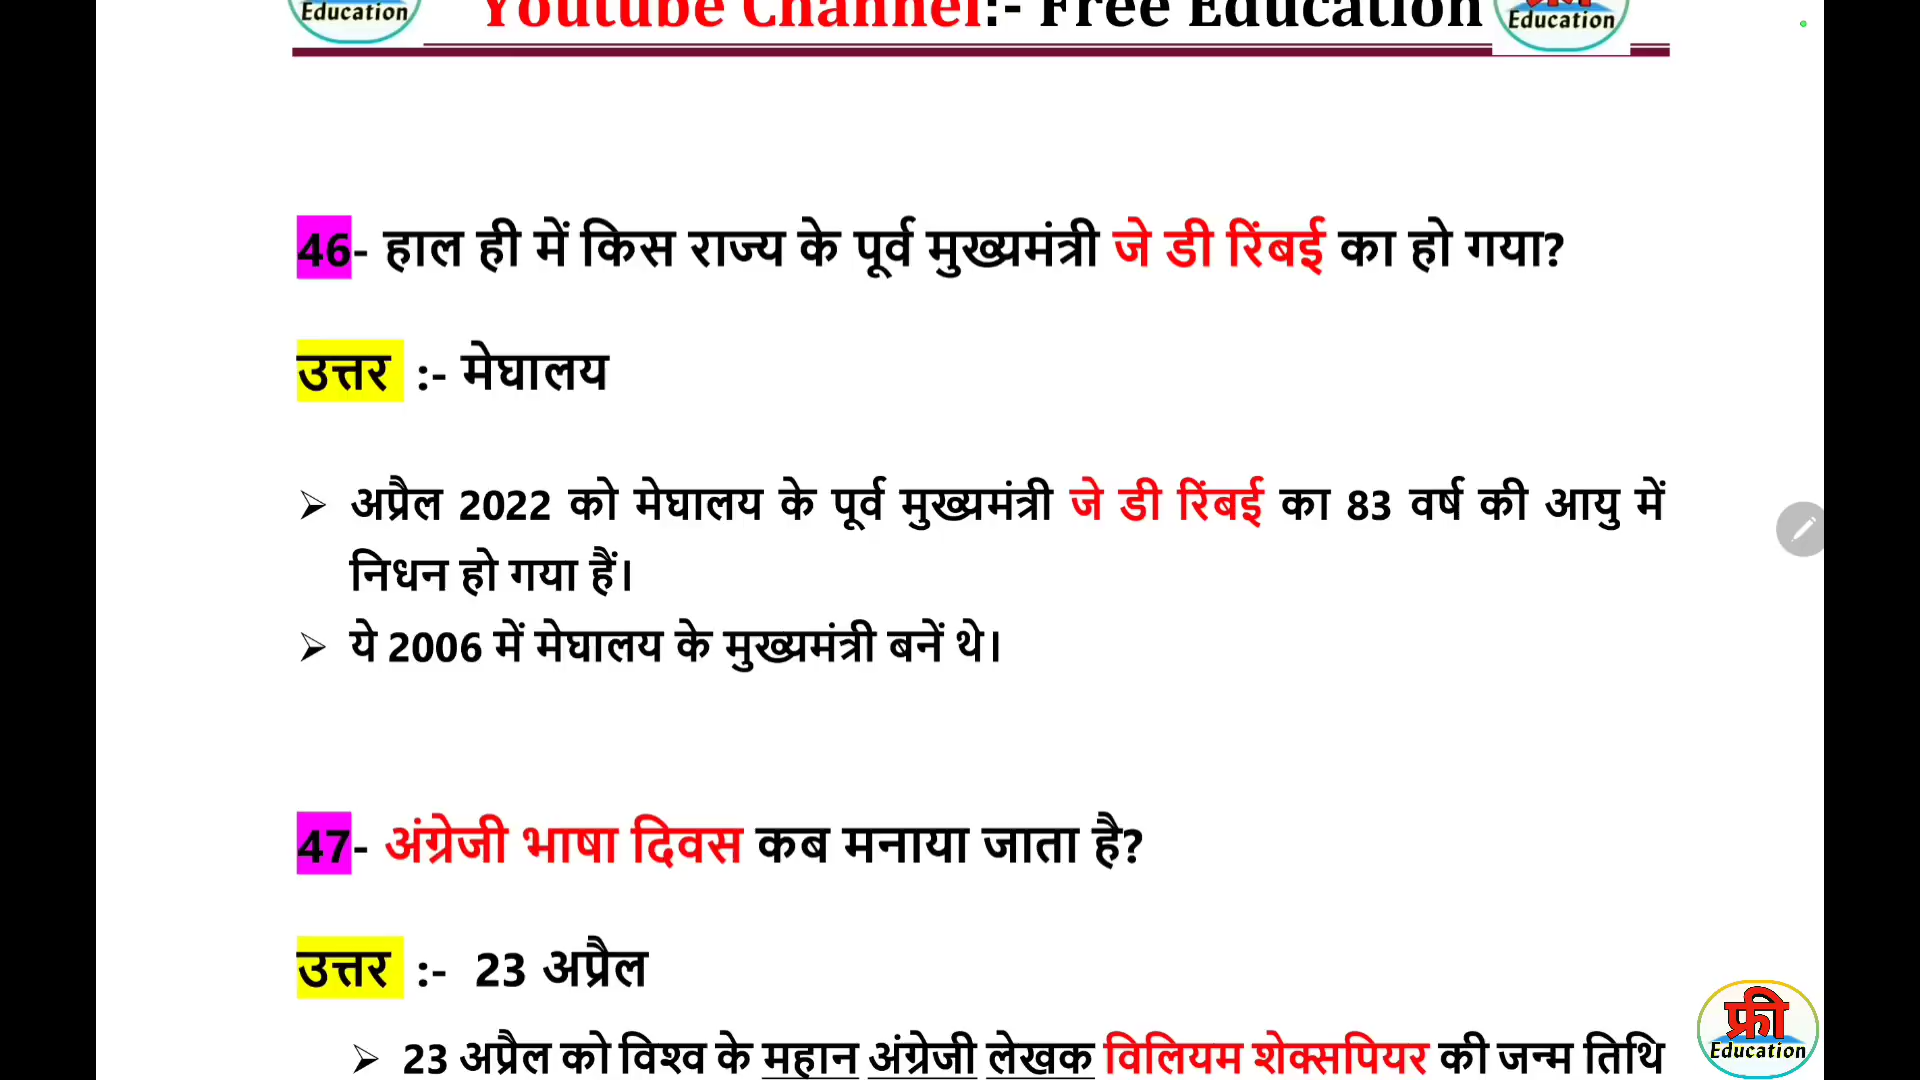 Education
Youtube Channel:- Free Education
Education
46- हाल ही में किस राज्य के पूर्व मुख्यमंत्री जे डी रिंबई का हो गया?
उत्तर :- मेघालय
➢ अप्रैल 2022 को मेघालय के पूर्व मुख्यमंत्री जे डी रिंबई का 83 वर्ष की आयु में
निधन हो गया हैं।
➢ ये 2006 में मेघालय के मुख्यमंत्री बनें थे।
47- अंग्रेजी भाषा दिवस कब मनाया जाता है?
उत्तर :- 23 अप्रैल
➢ 23 अप्रैल को विश्व के महान अंग्रेजी लेखक विलियम शेक्सपियर की जन्म तिथि
फ्री
Education